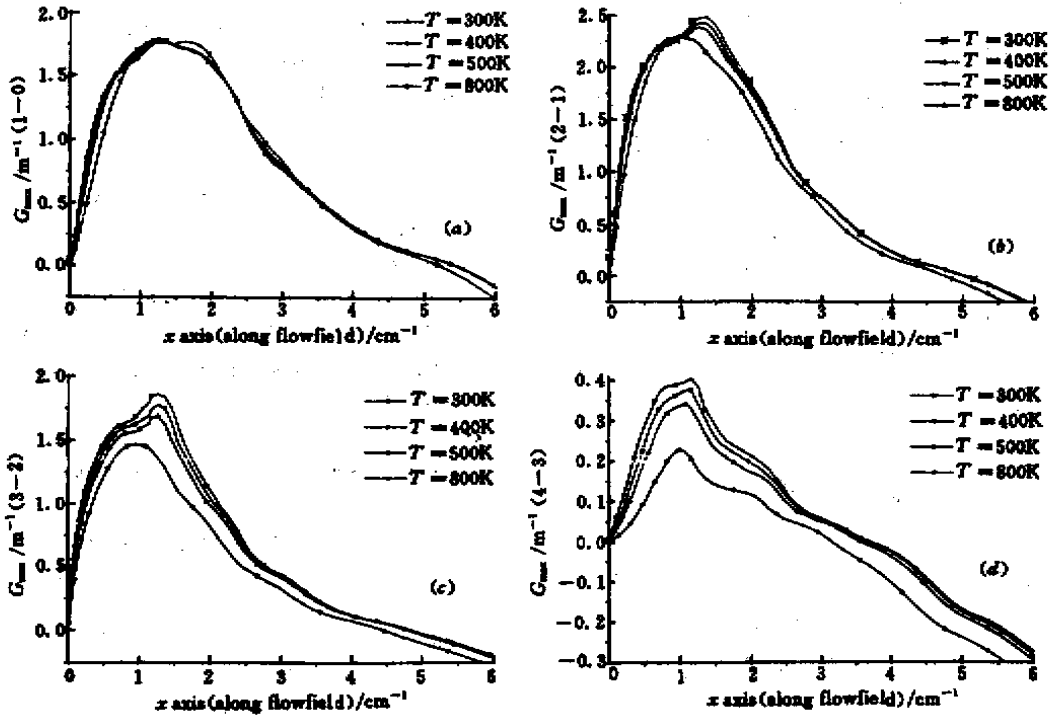 2.0
1.5
1.0
0.5
0.0
G_max /m⁻¹ (1-0)
T =300K
T =400K
T =500K
T =800K
(a)
0 1 2 3 4 5 6
x axis(along flowfield)/cm⁻¹
2.5
2.0
1.5
1.0
0.5
0.0
G_max /m⁻¹ (2-1)
T =300K
T =400K
T =500K
T =800K
(b)
0 1 2 3 4 5 6
x axis(along flowfield)/cm⁻¹
2.0
1.5
1.0
0.5
0.0
G_max /m⁻¹ (3-2)
T =300K
T =400K
T =500K
T =800K
(c)
0 1 2 3 4 5 6
x axis(along flowfield)/cm⁻¹
0.4
0.3
0.2
0.1
0.0
-0.1
-0.2
-0.3
G_max /m⁻¹ (4-3)
T =300K
T =400K
T =500K
T =800K
(d)
0 1 2 3 4 5 6
x axis(along flowfield)/cm⁻¹